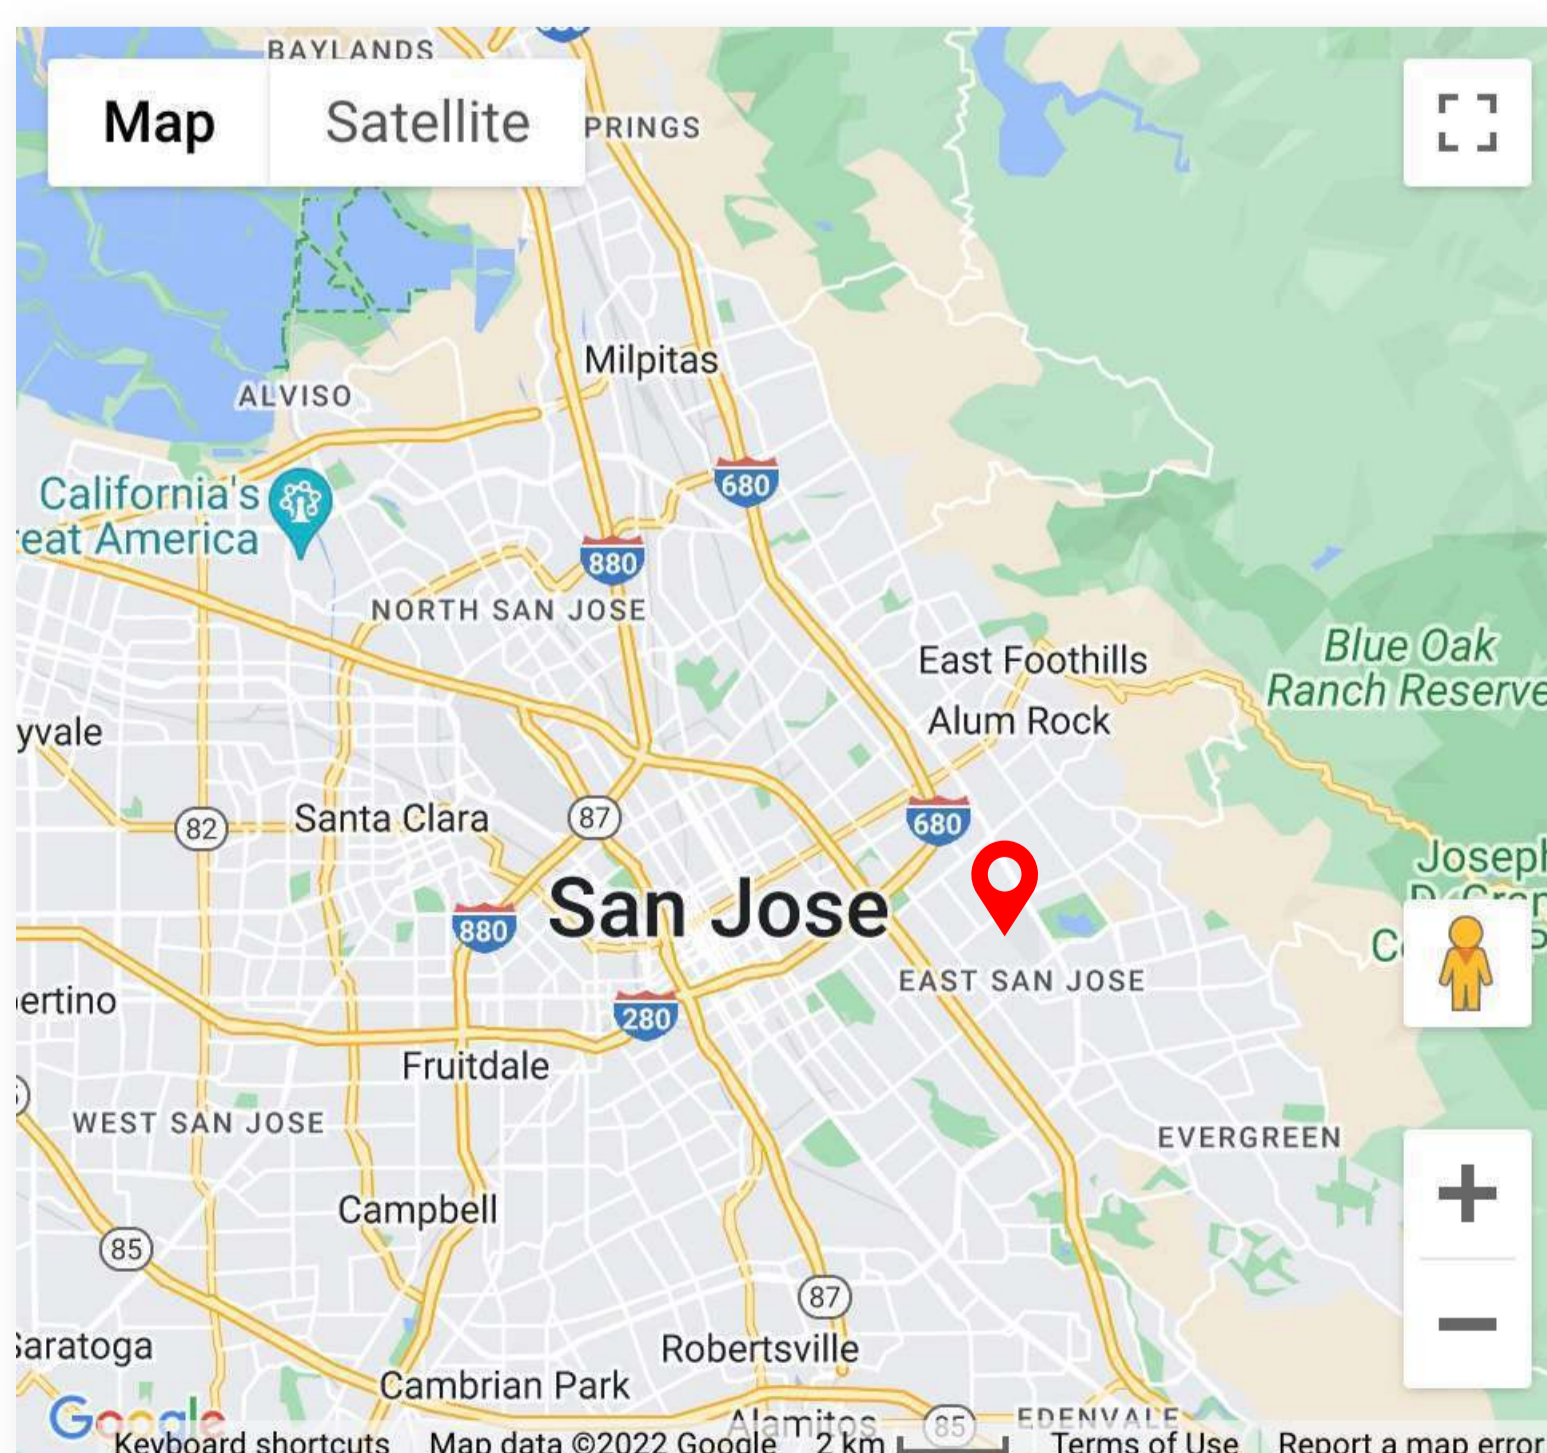 BAYLANDS
Map
Satellite
PRINGS
Milpitas
ALVISO
California's
eat America
680
880
NORTH SAN JOSE
East Foothills
Blue Oak
Ranch Reserve
Alum Rock
yvale
82
Santa Clara
87
680
San Jose
Joseph
880
EAST SAN JOSE
ertino
280
Fruitdale
WEST SAN JOSE
EVERGREEN
Campbell
85
87
Robertsville
aratoga
Cambrian Park
Google
Alamitos
85
EDENVALE
Keyboard shortcuts
Map data ©2022 Google
2 km
Terms of Use
Report a map error